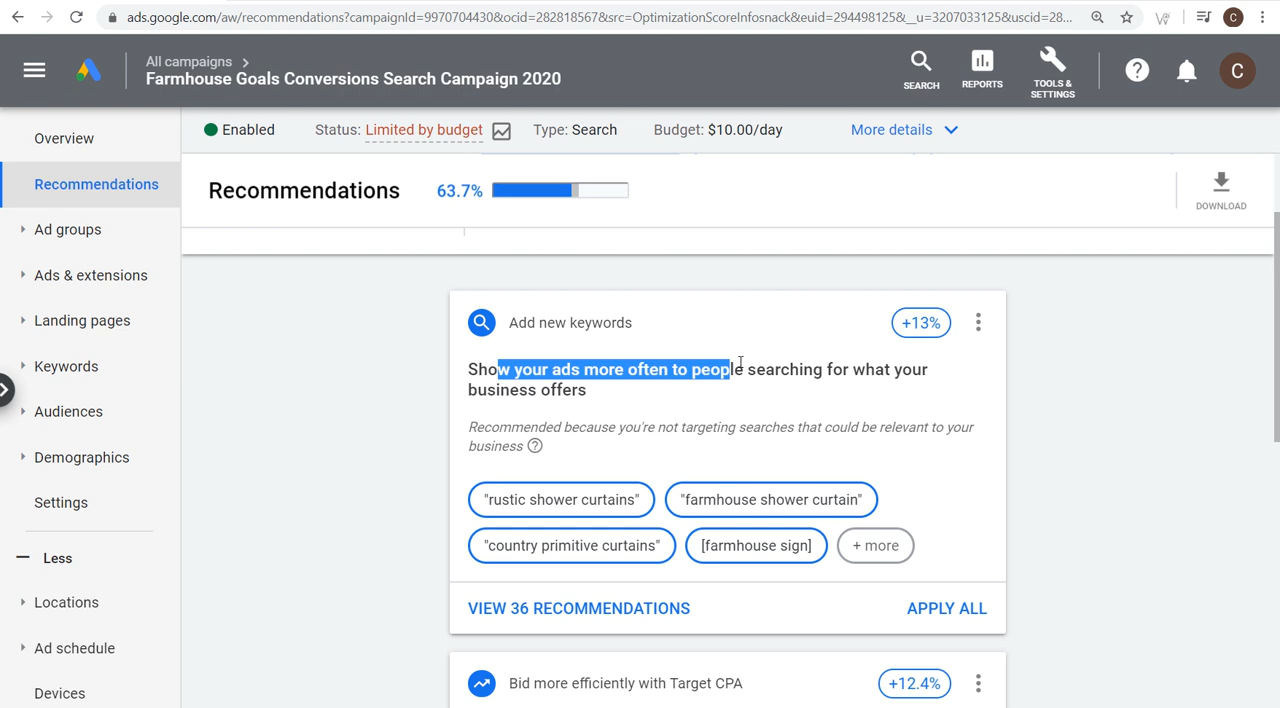 ads.google.com/aw/recommendations?campaignId=9970704430&ocid=282818567&src=OptimizationScoreInfosnack&euid=294498125&__u=3207033125&uscid=28...
C
All campaigns
Farmhouse Goals Conversions Search Campaign 2020
SEARCH
REPORTS
TOOLS &
SETTINGS
?
C
Overview
Recommendations
Ad groups
Ads & extensions
Landing pages
Keywords
Audiences
Demographics
Settings
Less
Locations
Ad schedule
Devices
Enabled
Status: Limited by budget
Type: Search
Budget: $10.00/day
More details
Recommendations
63.7%
DOWNLOAD
Add new keywords
+13%
Show your ads more often to people searching for what your
business offers
Recommended because you're not targeting searches that could be relevant to your
business ?
"rustic shower curtains"
"farmhouse shower curtain"
"country primitive curtains"
[farmhouse sign]
+ more
VIEW 36 RECOMMENDATIONS
APPLY ALL
Bid more efficiently with Target CPA
+12.4%